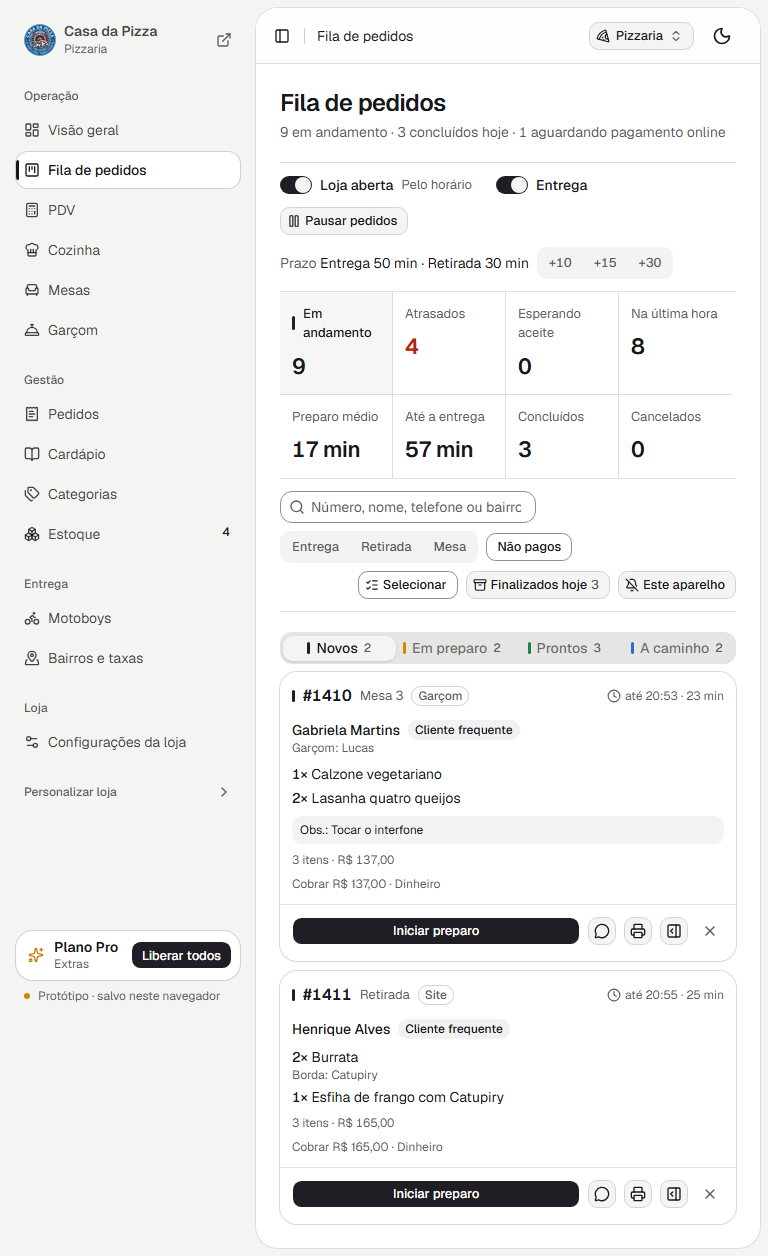 Casa da Pizza
Pizzaria
Operação
Visão geral
Fila de pedidos
PDV
Cozinha
Mesas
Garçom
Gestão
Pedidos
Cardápio
Categorias
Estoque 4
Entrega
Motoboys
Bairros e taxas
Loja
Configurações da loja
Personalizar loja
Plano Pro
Extras
Liberar todos
Protótipo · salvo neste navegador
Fila de pedidos
Pizzaria
Fila de pedidos
9 em andamento · 3 concluídos hoje · 1 aguardando pagamento online
Loja aberta Pelo horário Entrega
Pausar pedidos
Prazo Entrega 50 min · Retirada 30 min +10 +15 +30
Em andamento
9
Atrasados
4
Esperando aceite
0
Na última hora
8
Preparo médio
17 min
Até a entrega
57 min
Concluídos
3
Cancelados
0
Número, nome, telefone ou bairro
Entrega Retirada Mesa Não pagos
Selecionar Finalizados hoje 3 Este aparelho
Novos 2 Em preparo 2 Prontos 3 A caminho 2
#1410 Mesa 3 Garçom até 20:53 · 23 min
Gabriela Martins Cliente frequente
Garçom: Lucas
1× Calzone vegetariano
2× Lasanha quatro queijos
Obs.: Tocar o interfone
3 itens · R$ 137,00
Cobrar R$ 137,00 · Dinheiro
Iniciar preparo
#1411 Retirada Site até 20:55 · 25 min
Henrique Alves Cliente frequente
2× Burrata
Borda: Catupiry
1× Esfiha de frango com Catupiry
3 itens · R$ 165,00
Cobrar R$ 165,00 · Dinheiro
Iniciar preparo